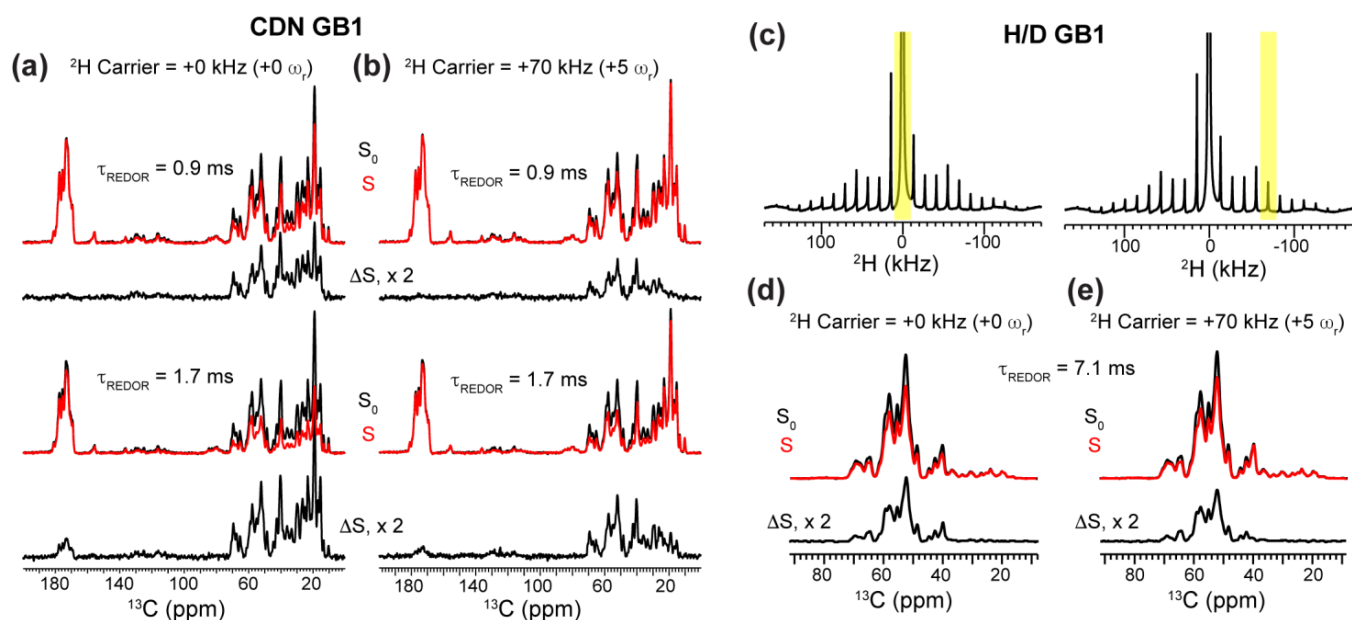 CDN GB1
(a)
²H Carrier = +0 kHz (+0 ωr)
τREDOR = 0.9 ms
ΔS, x 2
τREDOR = 1.7 ms
ΔS, x 2
180 140 100 60 20
¹³C (ppm)
(b)
²H Carrier = +70 kHz (+5 ωr)
S₀
S
τREDOR = 0.9 ms
S₀
S
τREDOR = 1.7 ms
180 140 100 60 20
¹³C (ppm)
(c)
H/D GB1
100 0 -100
²H (kHz)
100 0 -100
²H (kHz)
(d)
²H Carrier = +0 kHz (+0 ωr)
τREDOR = 7.1 ms
S₀
S
ΔS, x 2
80 60 40
¹³C (ppm)
(e)
²H Carrier = +70 kHz (+5 ωr)
S₀
S
ΔS, x 2
80 60 40
¹³C (ppm)